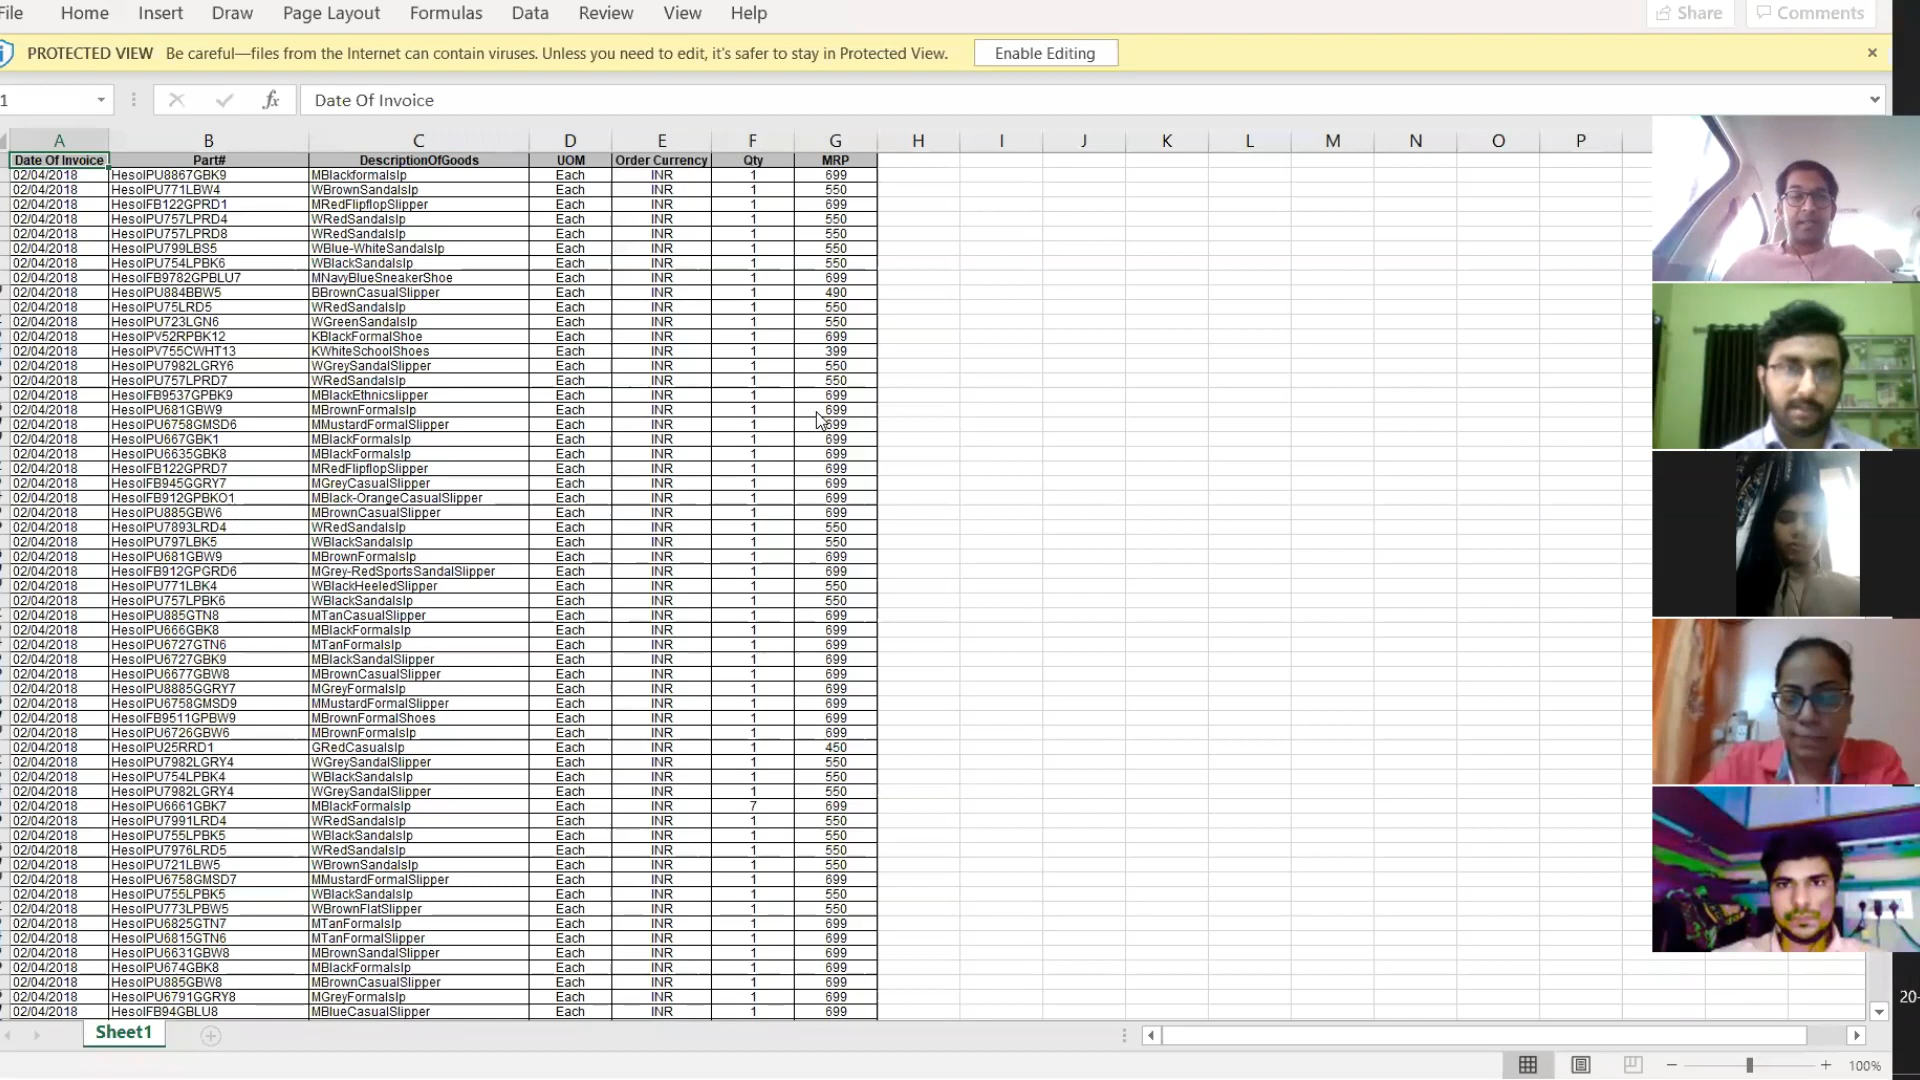 File Home Insert Draw Page Layout Formulas Data Review View Help Share Comments
PROTECTED VIEW Be careful—files from the Internet can contain viruses. Unless you need to edit, it's safer to stay in Protected View. Enable Editing
1 fx Date Of Invoice
A B C D E F G H I J K L M N O P
Date Of Invoice Part# DescriptionOfGoods UOM Order Currency Qty MRP
02/04/2018 HesolPU8867GBK9 MBlackformalslp Each INR 1 699
02/04/2018 HesolPU771LBW4 WBrownSandalslp Each INR 1 550
02/04/2018 HesolFB122GPRD1 MRedFlipflopSlipper Each INR 1 699
02/04/2018 HesolPU757LPRD4 WRedSandalslp Each INR 1 550
02/04/2018 HesolPU757LPRD8 WRedSandalslp Each INR 1 550
02/04/2018 HesolPU799LBS5 WBlue-WhiteSandalslp Each INR 1 550
02/04/2018 HesolPU754LPBK6 WBlackSandalslp Each INR 1 550
02/04/2018 HesolFB9782GPBLU7 MNavyBlueSneakerShoe Each INR 1 699
02/04/2018 HesolPU884BBW5 BBrownCasualSlipper Each INR 1 490
02/04/2018 HesolPU75LRD5 WRedSandalslp Each INR 1 550
02/04/2018 HesolPU723LGN6 WGreenSandalslp Each INR 1 550
02/04/2018 HesolPV52RPBK12 KBlackFormalShoe Each INR 1 699
02/04/2018 HesolPV755CWHT13 KWhiteSchoolShoes Each INR 1 399
02/04/2018 HesolPU7982LGRY6 WGreySandalSlipper Each INR 1 550
02/04/2018 HesolPU757LPRD7 WRedSandalslp Each INR 1 550
02/04/2018 HesolFB9537GPBK9 MBlackEthnicslipper Each INR 1 699
02/04/2018 HesolPU681GBW9 MBrownFormalslp Each INR 1 699
02/04/2018 HesolPU6758GMSD6 MMustardFormalSlipper Each INR 1 699
02/04/2018 HesolPU667GBK1 MBlackFormalslp Each INR 1 699
02/04/2018 HesolPU6635GBK8 MBlackFormalslp Each INR 1 699
02/04/2018 HesolFB122GPRD7 MRedFlipflopSlipper Each INR 1 699
02/04/2018 HesolFB945GGRY7 MGreyCasualSlipper Each INR 1 699
02/04/2018 HesolFB912GPBKO1 MBlack-OrangeCasualSlipper Each INR 1 699
02/04/2018 HesolPU885GBW6 MBrownCasualSlipper Each INR 1 699
02/04/2018 HesolPU7893LRD4 WRedSandalslp Each INR 1 550
02/04/2018 HesolPU797LBK5 WBlackSandalslp Each INR 1 550
02/04/2018 HesolPU681GBW9 MBrownFormalslp Each INR 1 699
02/04/2018 HesolFB912GPGRD6 MGrey-RedSportsSandalSlipper Each INR 1 699
02/04/2018 HesolPU771LBK4 WBlackHeeledSlipper Each INR 1 550
02/04/2018 HesolPU757LPBK6 WBlackSandalslp Each INR 1 550
02/04/2018 HesolPU885GTN8 MTanCasualSlipper Each INR 1 699
02/04/2018 HesolPU666GBK8 MBlackFormalslp Each INR 1 699
02/04/2018 HesolPU6727GTN6 MTanFormalslp Each INR 1 699
02/04/2018 HesolPU6727GBK9 MBlackSandalSlipper Each INR 1 699
02/04/2018 HesolPU6677GBW8 MBrownCasualSlipper Each INR 1 699
02/04/2018 HesolPU8885GGRY7 MGreyFormalslp Each INR 1 699
02/04/2018 HesolPU6758GMSD9 MMustardFormalSlipper Each INR 1 699
02/04/2018 HesolFB9511GPBW9 MBrownFormalShoes Each INR 1 699
02/04/2018 HesolPU6726GBW6 MBrownFormalslp Each INR 1 699
02/04/2018 HesolPU25RRD1 GRedCasualslp Each INR 1 450
02/04/2018 HesolPU7982LGRY4 WGreySandalSlipper Each INR 1 550
02/04/2018 HesolPU754LPBK4 WBlackSandalslp Each INR 1 550
02/04/2018 HesolPU7982LGRY4 WGreySandalSlipper Each INR 1 550
02/04/2018 HesolPU6661GBK7 MBlackFormalslp Each INR 7 699
02/04/2018 HesolPU7991LRD4 WRedSandalslp Each INR 1 550
02/04/2018 HesolPU755LPBK5 WBlackSandalslp Each INR 1 550
02/04/2018 HesolPU7976LRD5 WRedSandalslp Each INR 1 550
02/04/2018 HesolPU721LBW5 WBrownSandalslp Each INR 1 550
02/04/2018 HesolPU6758GMSD7 MMustardFormalSlipper Each INR 1 699
02/04/2018 HesolPU755LPBK5 WBlackSandalslp Each INR 1 550
02/04/2018 HesolPU773LPBW5 WBrownFlatSlipper Each INR 1 550
02/04/2018 HesolPU6825GTN7 MTanFormalslp Each INR 1 699
02/04/2018 HesolPU6815GTN6 MTanFormalSlipper Each INR 1 699
02/04/2018 HesolPU6631GBW8 MBrownSandalSlipper Each INR 1 699
02/04/2018 HesolPU674GBK8 MBlackFormalslp Each INR 1 699
02/04/2018 HesolPU885GBW8 MBrownCasualSlipper Each INR 1 699
02/04/2018 HesolPU6791GGRY8 MGreyFormalslp Each INR 1 699
02/04/2018 HesolFB94GBLU8 MBlueCasualSlipper Each INR 1 699
20-
Sheet1
100%